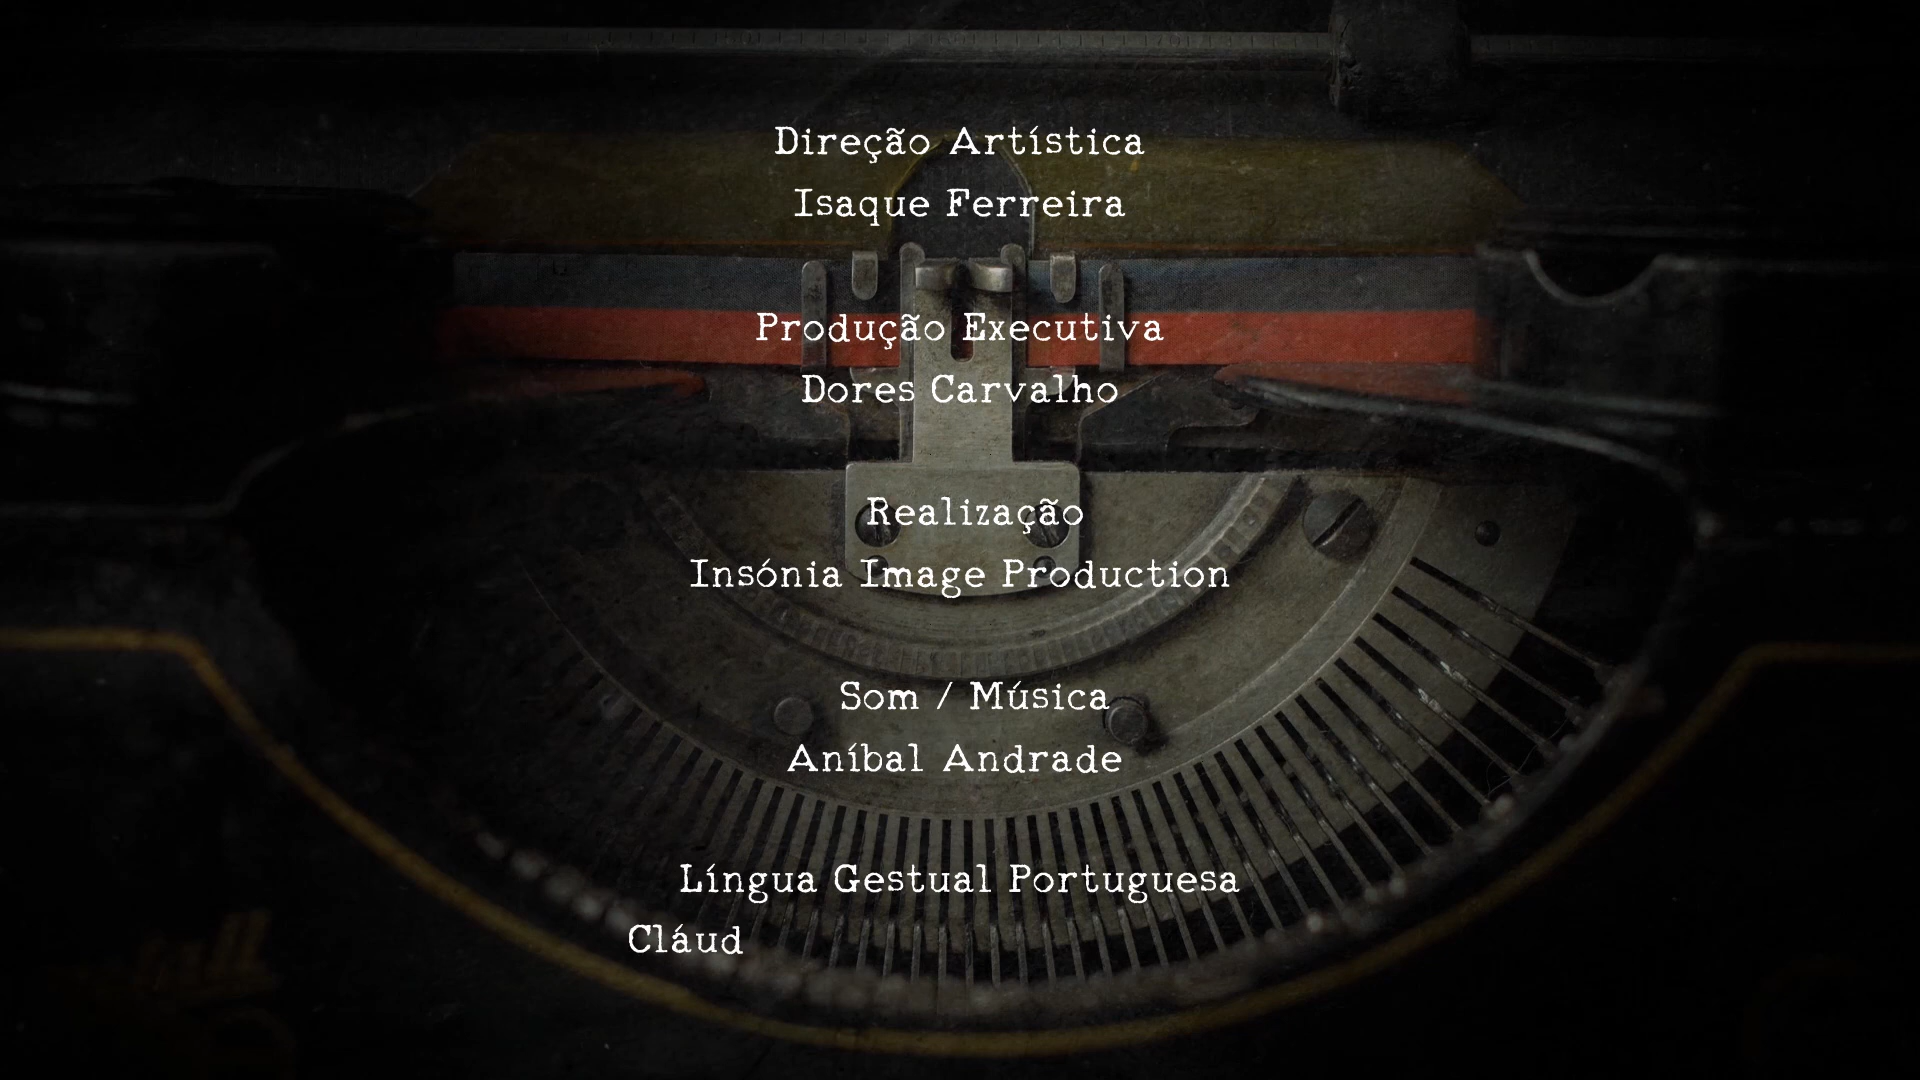 Direção Artística
Isaque Ferreira
Produção Executiva
Dores Carvalho
Realização
Insónia Image Production
Som / Música
Aníbal Andrade
Língua Gestual Portuguesa
Cláud